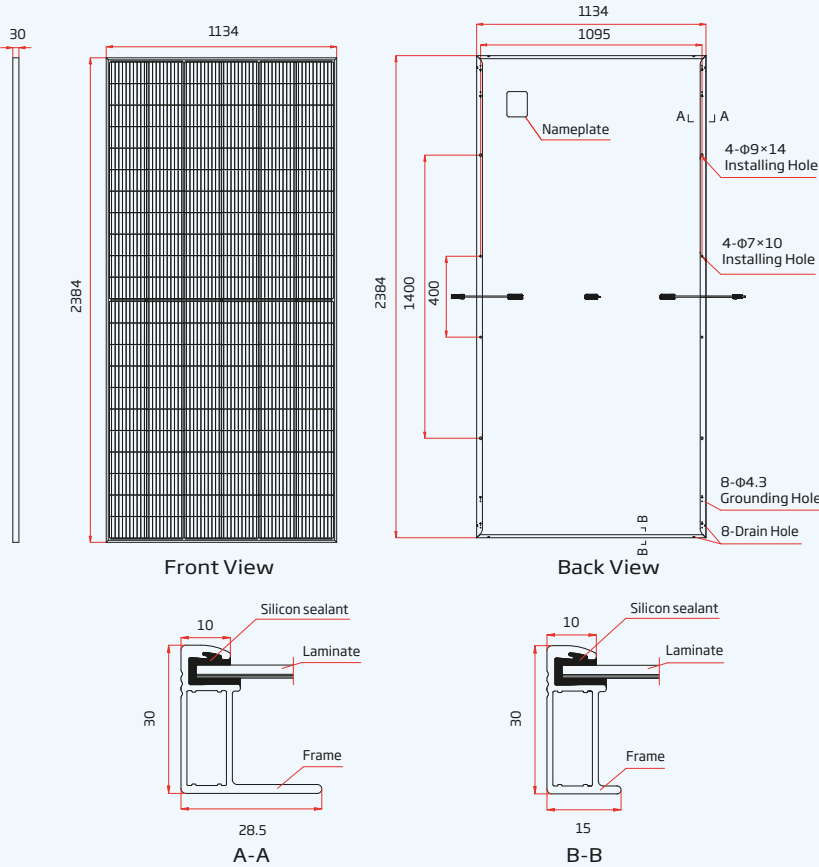 30
1134
2384
Front View
1134
1095
Nameplate
A
A
4-Φ9×14
Installing Hole
4-Φ7×10
Installing Hole
2384
1400
400
8-Φ4.3
Grounding Hole
8-Drain Hole
B
B
Back View
10
Silicon sealant
Laminate
30
Frame
28.5
A-A
10
Silicon sealant
Laminate
30
Frame
15
B-B